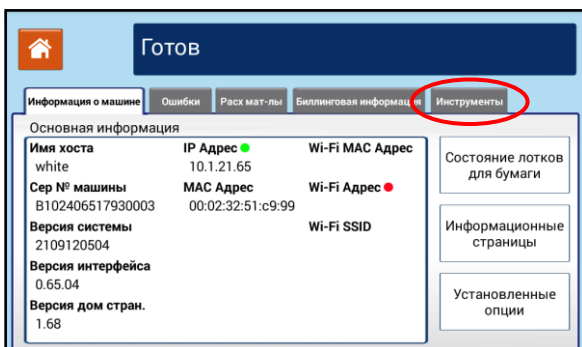 Готов
Информация о машине
Ошибки
Расх мат-лы
Биллинговая информация
Инструменты
Основная информация
Имя хоста
white
Сер № машины
B102406517930003
Версия системы
2109120504
Версия интерфейса
0.65.04
Версия дом стран.
1.68
IP Адрес
10.1.21.65
MAC Адрес
00:02:32:51:c9:99
Wi-Fi MAC Адрес
Wi-Fi Адрес
Wi-Fi SSID
Состояние лотков
для бумаги
Информационные
страницы
Установленные
опции